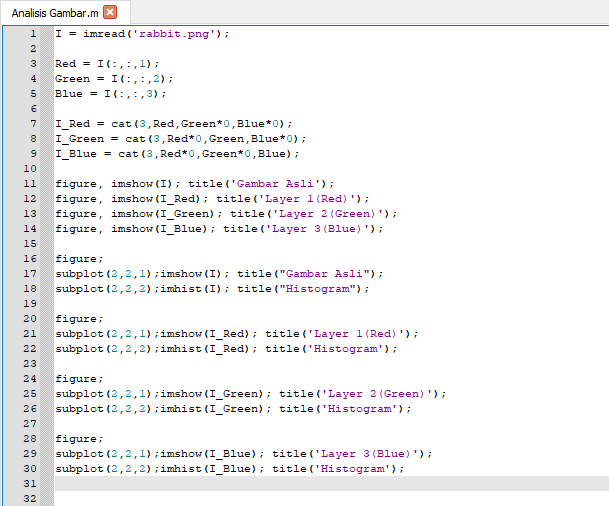 Analisis Gambar.m
1 I = imread('rabbit.png');
2
3 Red = I(:,:,1);
4 Green = I(:,:,2);
5 Blue = I(:,:,3);
6
7 I_Red = cat(3,Red,Green*0,Blue*0);
8 I_Green = cat(3,Red*0,Green,Blue*0);
9 I_Blue = cat(3,Red*0,Green*0,Blue);
10
11 figure, imshow(I); title('Gambar Asli');
12 figure, imshow(I_Red); title('Layer 1(Red)');
13 figure, imshow(I_Green); title('Layer 2(Green)');
14 figure, imshow(I_Blue); title('Layer 3(Blue)');
15
16 figure;
17 subplot(2,2,1);imshow(I); title("Gambar Asli");
18 subplot(2,2,2);imhist(I); title("Histogram");
19
20 figure;
21 subplot(2,2,1);imshow(I_Red); title('Layer 1(Red)');
22 subplot(2,2,2);imhist(I_Red); title('Histogram');
23
24 figure;
25 subplot(2,2,1);imshow(I_Green); title('Layer 2(Green)');
26 subplot(2,2,2);imhist(I_Green); title('Histogram');
27
28 figure;
29 subplot(2,2,1);imshow(I_Blue); title('Layer 3(Blue)');
30 subplot(2,2,2);imhist(I_Blue); title('Histogram');
31
32